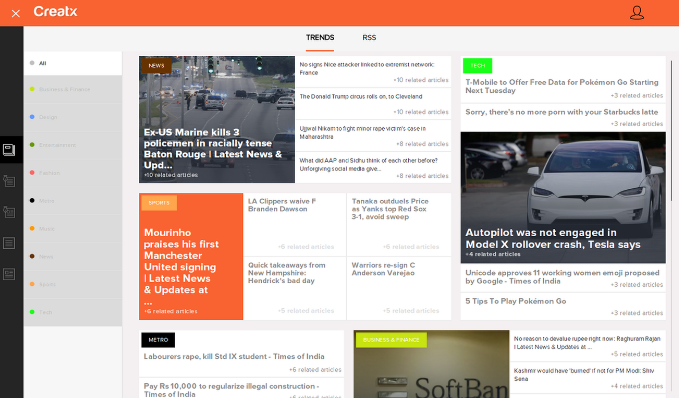 Creatx
TRENDS
RSS
All
Business & Finance
Design
Entertainment
Fashion
Music
News
Sports
Tech
NEWS
Ex-US Marine kills 3
policemen in racially tense
Baton Rouge | Latest News &
Upd...
+10 related articles
No signs Nice attacker linked to extremist network:
France
+10 related articles
The Donald Trump circus rolls on, to Cleveland
+10 related articles
Ujjwal Nikam to fight minor rape victim's case in
Maharashtra
+8 related articles
What did AAP and Sidhu think of each other before?
Unforgiving social media give...
+8 related articles
TECH
T-Mobile to Offer Free Data for Pokémon Go Starting
Next Tuesday
+3 related articles
Sorry, there's no more porn with your Starbucks latte
+3 related articles
Autopilot was not engaged in
Model X rollover crash, Tesla says
+4 related articles
Unicode approves 11 working women emoji proposed
by Google - Times of India
+3 related articles
5 Tips To Play Pokémon Go
+3 related articles
SPORTS
Mourinho
praises his first
Manchester
United signing
| Latest News
& Updates at
...
+6 related articles
LA Clippers waive F
Branden Dawson
+6 related articles
Tanaka outduels Price
as Yanks top Red Sox
3-1, avoid sweep
+6 related articles
Quick takeaways from
New Hampshire:
Hendrick's bad day
+5 related articles
Warriors re-sign C
Anderson Varejao
+5 related articles
METRO
Labourers rape, kill Std IX student - Times of India
+6 related articles
Pay Rs 10,000 to regularize illegal construction -
Times of India
BUSINESS & FINANCE
SoftBan
No reason to devalue rupee right now: Raghuram Rajan
| Latest News & Updates at ...
+5 related articles
Kashmir would have 'burned' if not for PM Modi: Shiv
Sena
+4 related articles